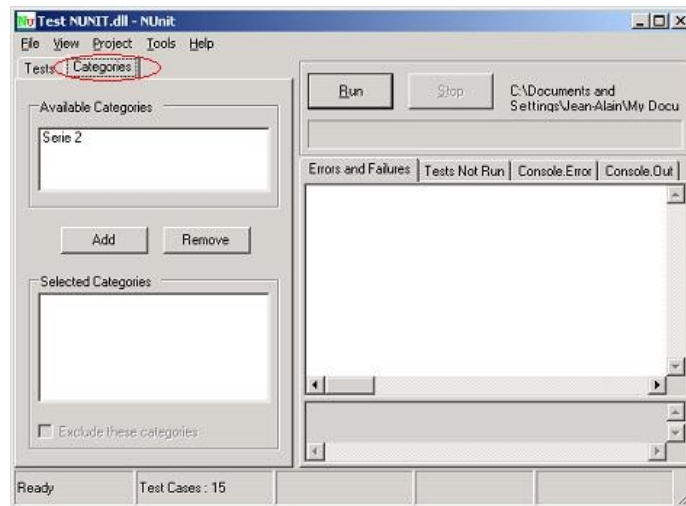 Nu Test NUNIT.dll - NUnit
File View Project Tools Help
Tests Categories
Available Categories
Serie 2
Add Remove
Selected Categories
Exclude these categories
Run Stop C:\Documents and
Settings\Jean-Alain\My Docu
Errors and Failures Tests Not Run Console.Error Console.Out
Ready Test Cases : 15